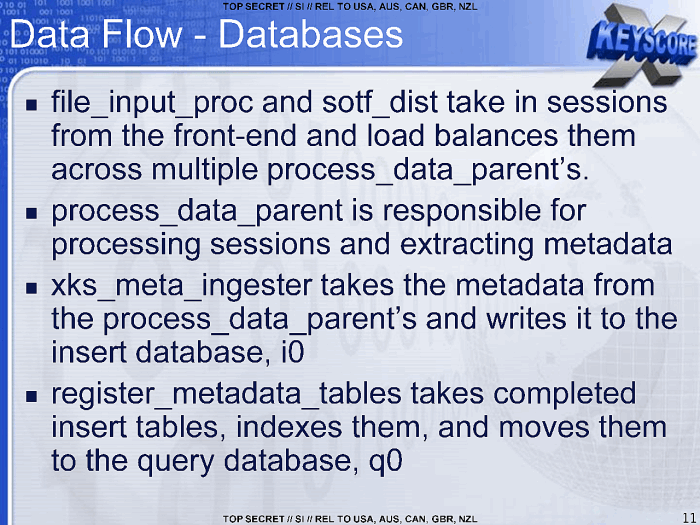 TOP SECRET // SI // REL TO USA, AUS, CAN, GBR, NZL
Data Flow - Databases
KEYSCORE
X
▪ file_input_proc and sotf_dist take in sessions
from the front-end and load balances them
across multiple process_data_parent’s.
▪ process_data_parent is responsible for
processing sessions and extracting metadata
▪ xks_meta_ingester takes the metadata from
the process_data_parent’s and writes it to the
insert database, i0
▪ register_metadata_tables takes completed
insert tables, indexes them, and moves them
to the query database, q0
TOP SECRET // SI // REL TO USA, AUS, CAN, GBR, NZL
11